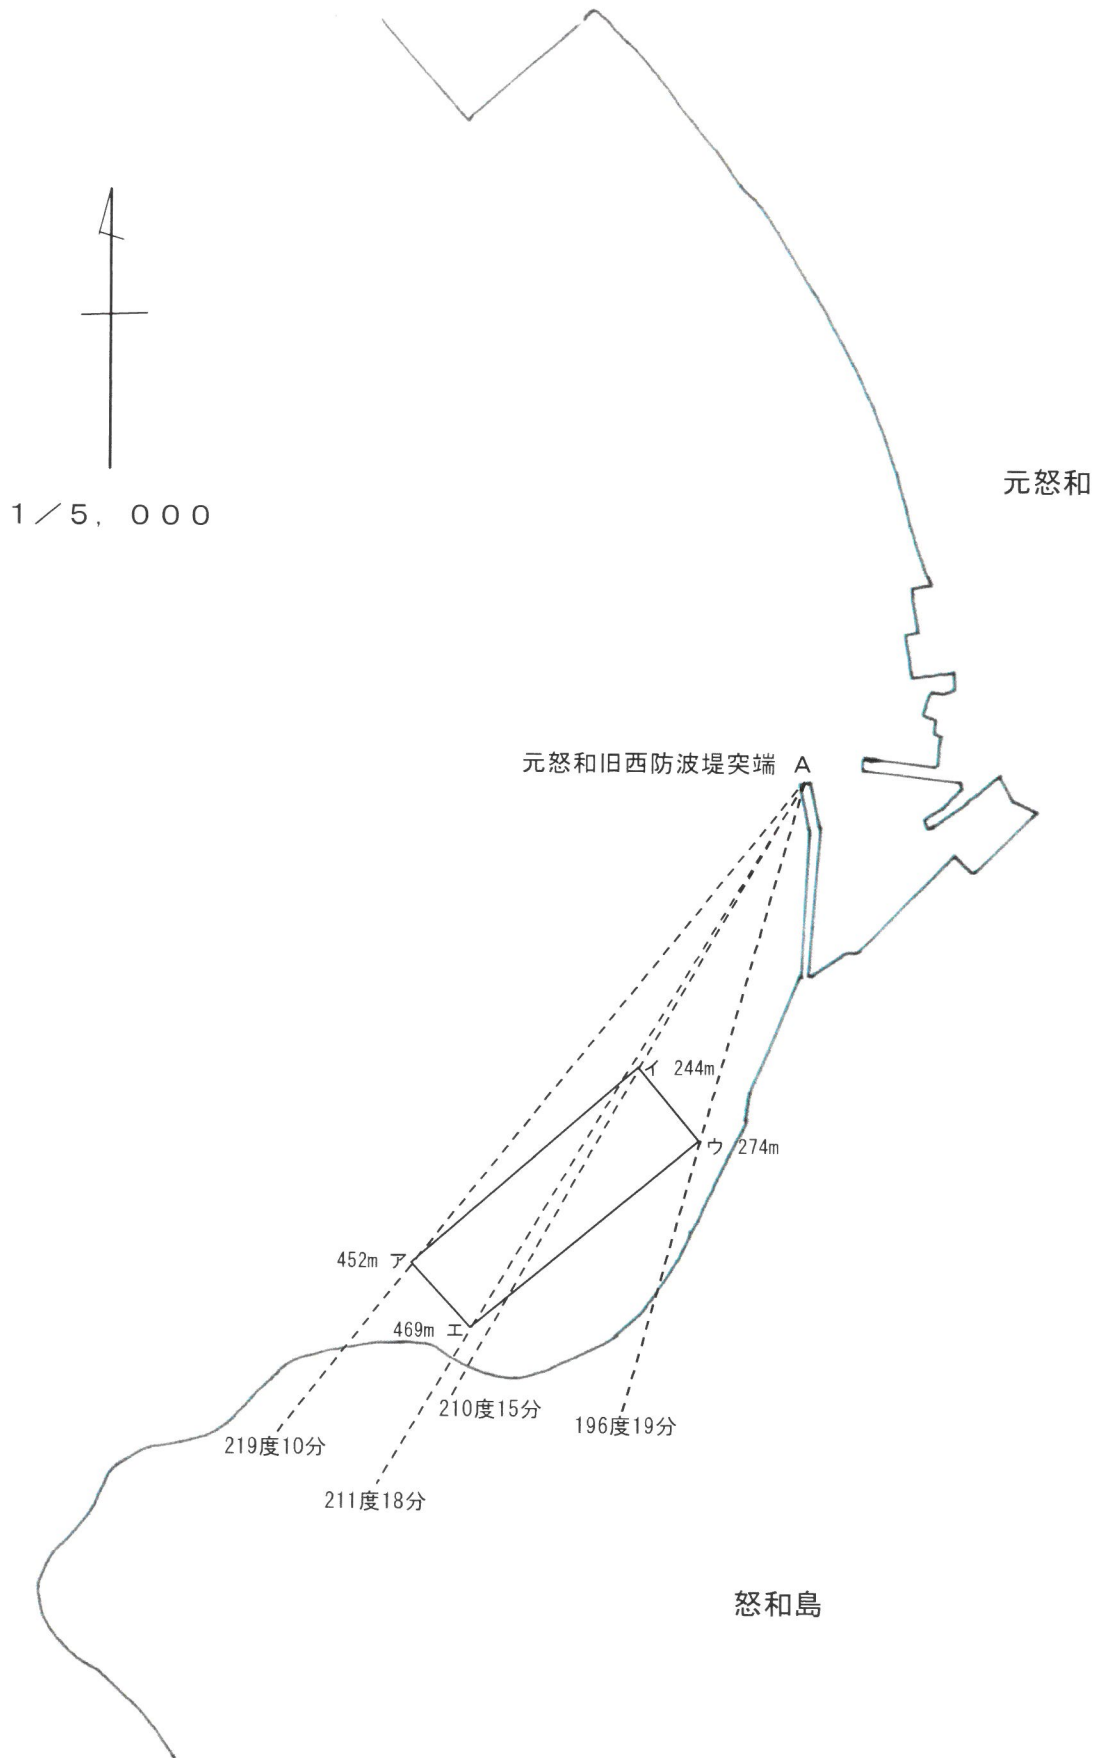 元怒和
1/5,000
元怒和旧西防波堤突端 A
イ 244m
ウ 274m
452m ア
469m エ
210度15分
196度19分
219度10分
211度18分
怒和島